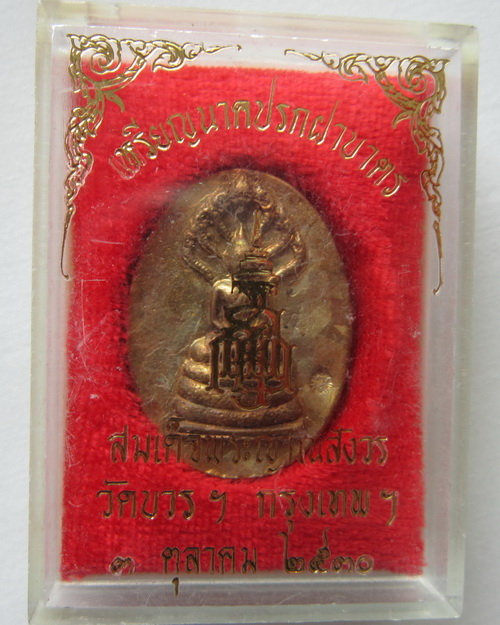 เหรียญนาคปรกฝาบาตร
สมเด็จพระญาณสังวร
วัดบวรฯ กรุงเทพฯ
๓ ตุลาคม ๒๕๓๐